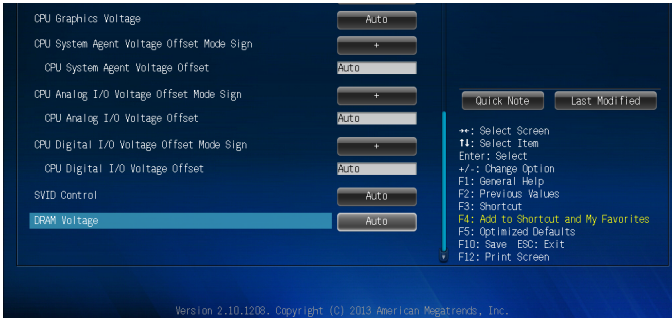 CPU Graphics Voltage Auto
CPU System Agent Voltage Offset Mode Sign +
CPU System Agent Voltage Offset Auto
CPU Analog I/O Voltage Offset Mode Sign +
CPU Analog I/O Voltage Offset Auto
CPU Digital I/O Voltage Offset Mode Sign +
CPU Digital I/O Voltage Offset Auto
SVID Control Auto
DRAM Voltage Auto
Quick Note Last Modified
→←: Select Screen
↑↓: Select Item
Enter: Select
+/-: Change Option
F1: General Help
F2: Previous Values
F3: Shortcut
F4: Add to Shortcut and My Favorites
F5: Optimized Defaults
F10: Save ESC: Exit
F12: Print Screen
Version 2.10.1208. Copyright (C) 2013 American Megatrends, Inc.